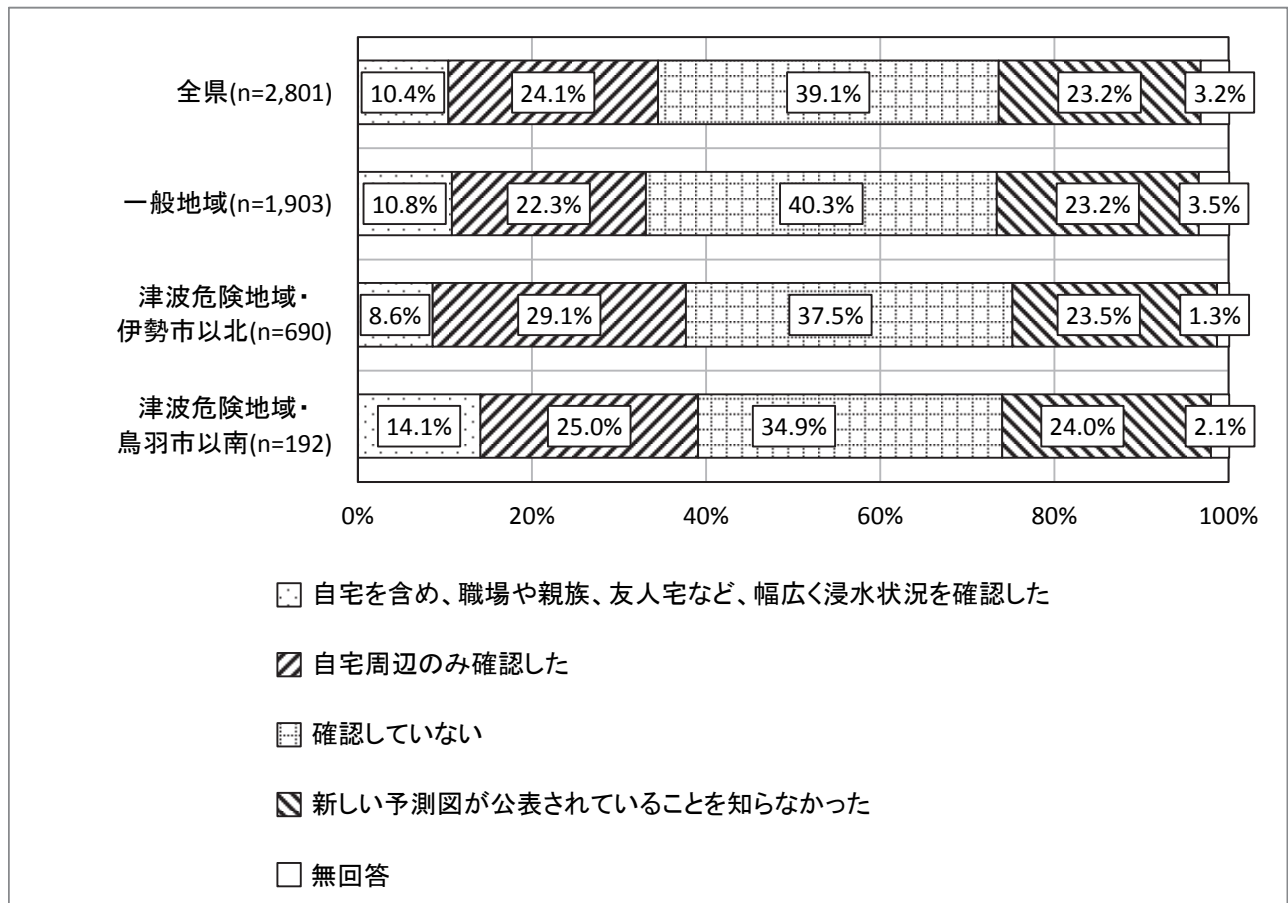 全県(n=2,801)
10.4% 24.1% 39.1% 23.2% 3.2%
一般地域(n=1,903)
10.8% 22.3% 40.3% 23.2% 3.5%
津波危険地域・
伊勢市以北(n=690)
8.6% 29.1% 37.5% 23.5% 1.3%
津波危険地域・
鳥羽市以南(n=192)
14.1% 25.0% 34.9% 24.0% 2.1%
0% 20% 40% 60% 80% 100%
自宅を含め、職場や親族、友人宅など、幅広く浸水状況を確認した
自宅周辺のみ確認した
確認していない
新しい予測図が公表されていることを知らなかった
無回答